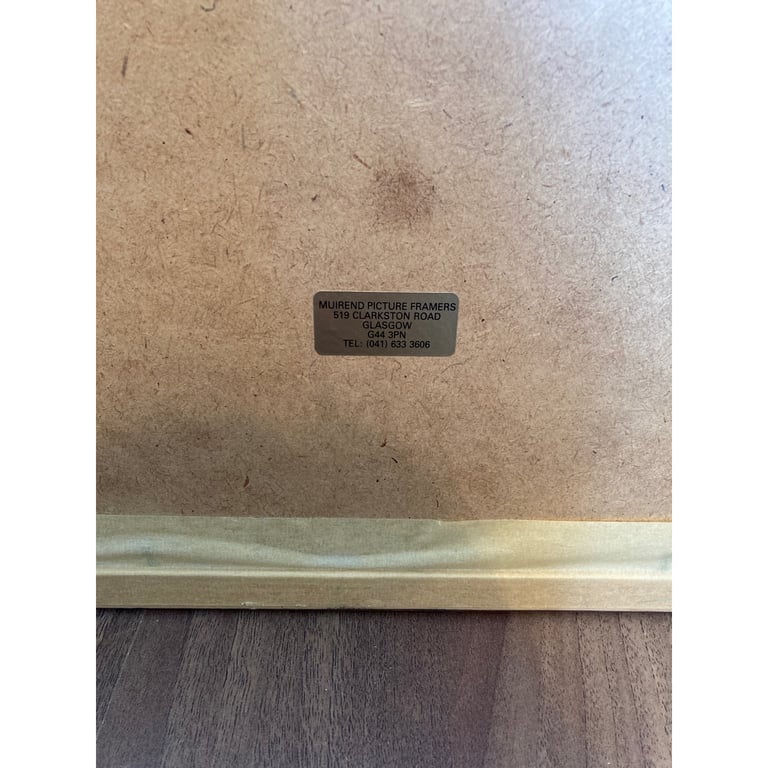 MUIREND PICTURE FRAMERS
519 CLARKSTON ROAD
GLASGOW
G44 3PN
TEL: (041) 633 3606